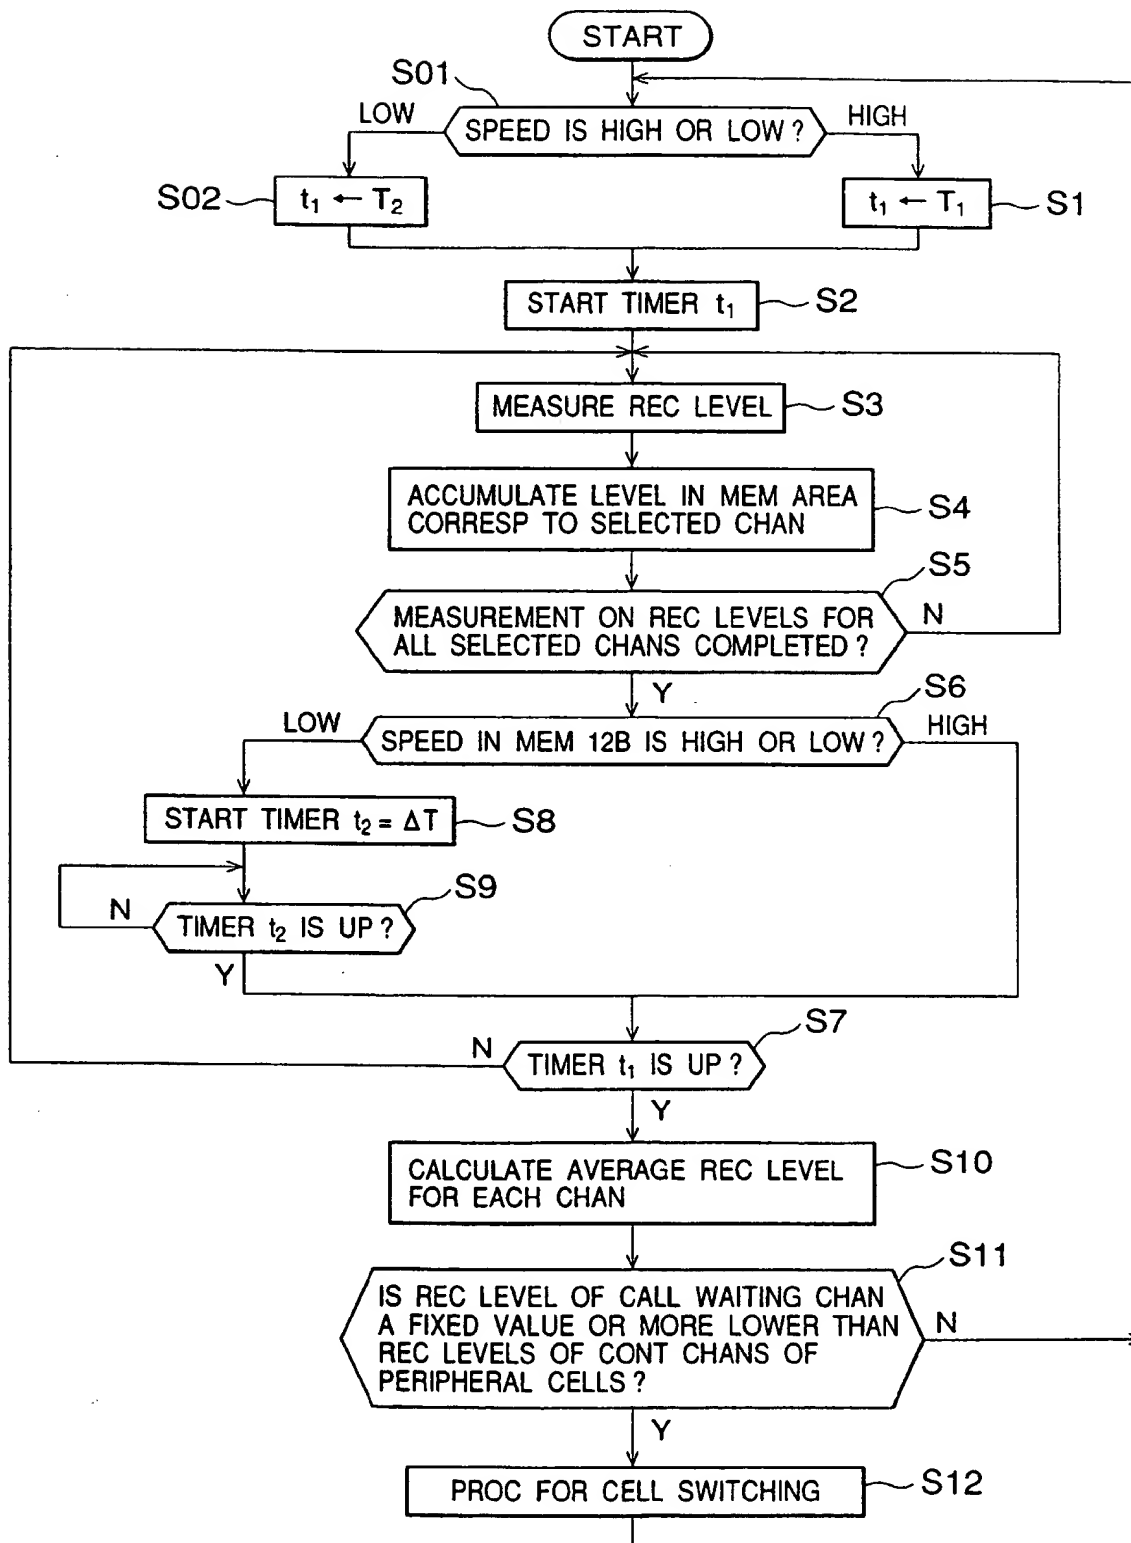 START
S01
LOW
HIGH
SPEED IS HIGH OR LOW ?
S02
t₁ ← T₂
t₁ ← T₁
S1
START TIMER t₁
S2
MEASURE REC LEVEL
S3
ACCUMULATE LEVEL IN MEM AREA
CORRESP TO SELECTED CHAN
S4
S5
MEASUREMENT ON REC LEVELS FOR
ALL SELECTED CHANS COMPLETED ?
N
Y
S6
LOW
HIGH
SPEED IN MEM 12B IS HIGH OR LOW ?
START TIMER t₂ = ΔT
S8
S9
N
TIMER t₂ IS UP ?
Y
S7
N
TIMER t₁ IS UP ?
Y
CALCULATE AVERAGE REC LEVEL
FOR EACH CHAN
S10
S11
IS REC LEVEL OF CALL WAITING CHAN
A FIXED VALUE OR MORE LOWER THAN
REC LEVELS OF CONT CHANS OF
PERIPHERAL CELLS ?
N
Y
PROC FOR CELL SWITCHING
S12